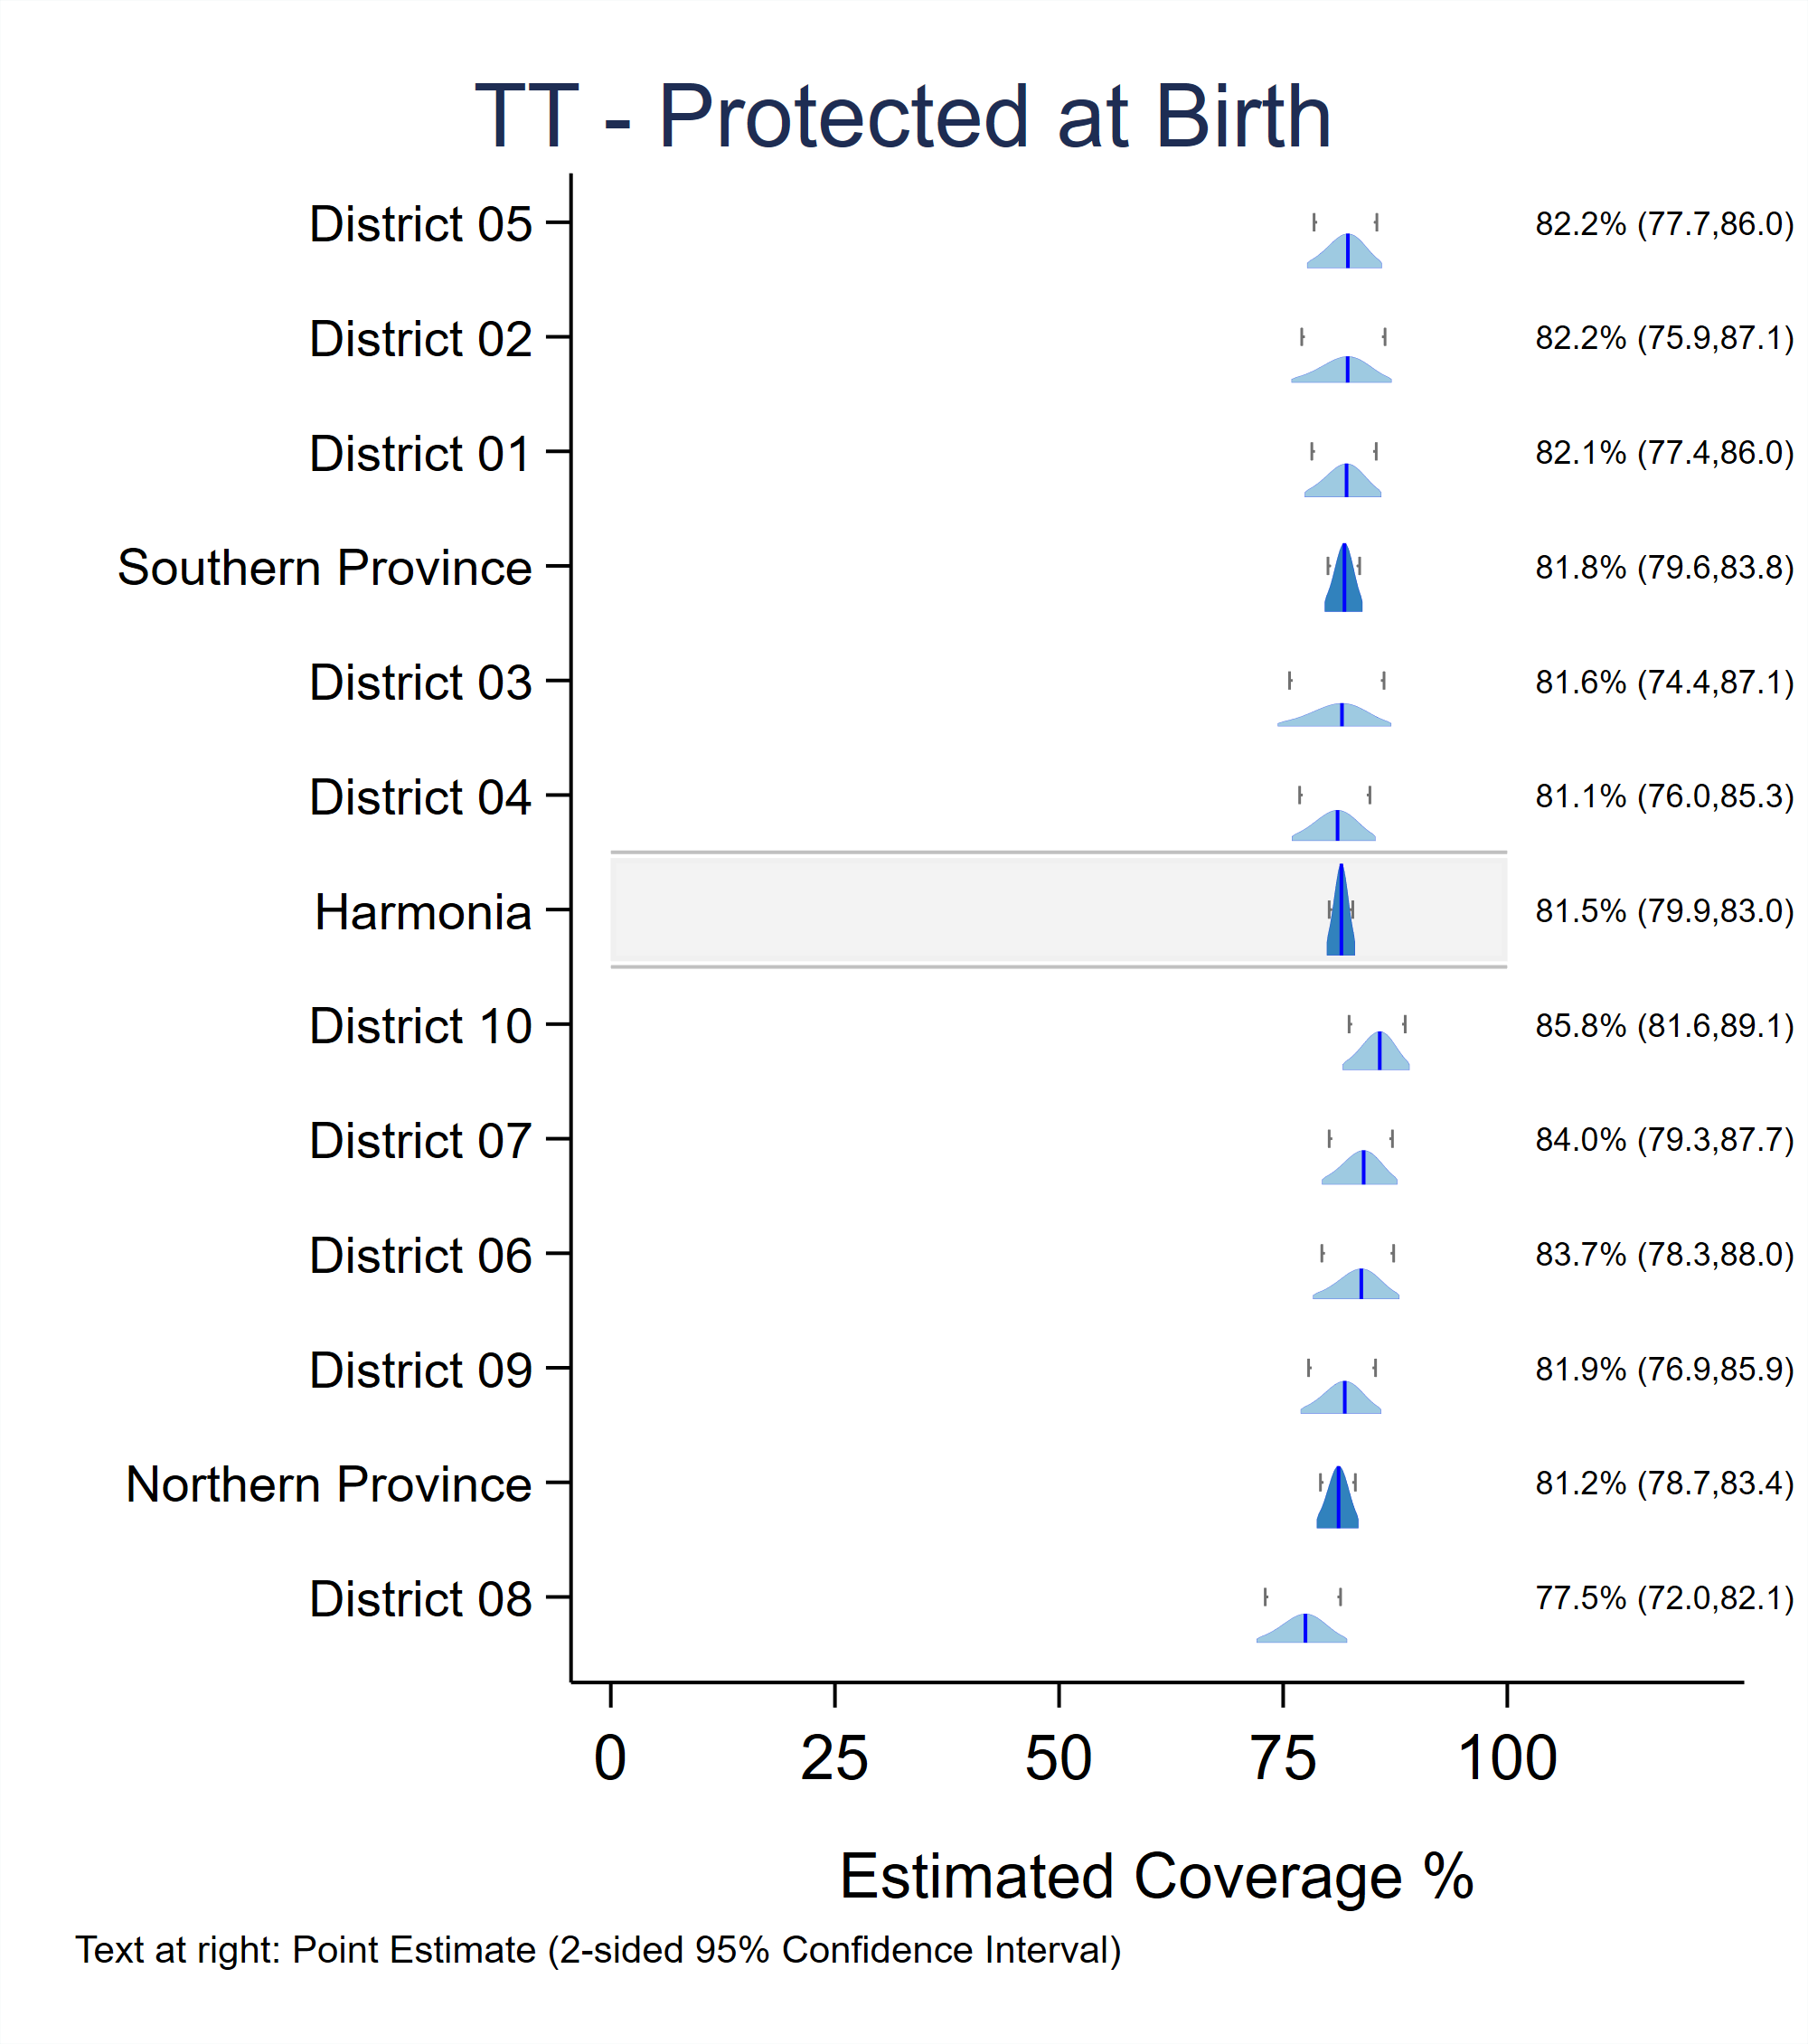 TT - Protected at Birth
District 05 82.2% (77.7,86.0)
District 02 82.2% (75.9,87.1)
District 01 82.1% (77.4,86.0)
Southern Province 81.8% (79.6,83.8)
District 03 81.6% (74.4,87.1)
District 04 81.1% (76.0,85.3)
Harmonia 81.5% (79.9,83.0)
District 10 85.8% (81.6,89.1)
District 07 84.0% (79.3,87.7)
District 06 83.7% (78.3,88.0)
District 09 81.9% (76.9,85.9)
Northern Province 81.2% (78.7,83.4)
District 08 77.5% (72.0,82.1)
0 25 50 75 100
Estimated Coverage %
Text at right: Point Estimate (2-sided 95% Confidence Interval)